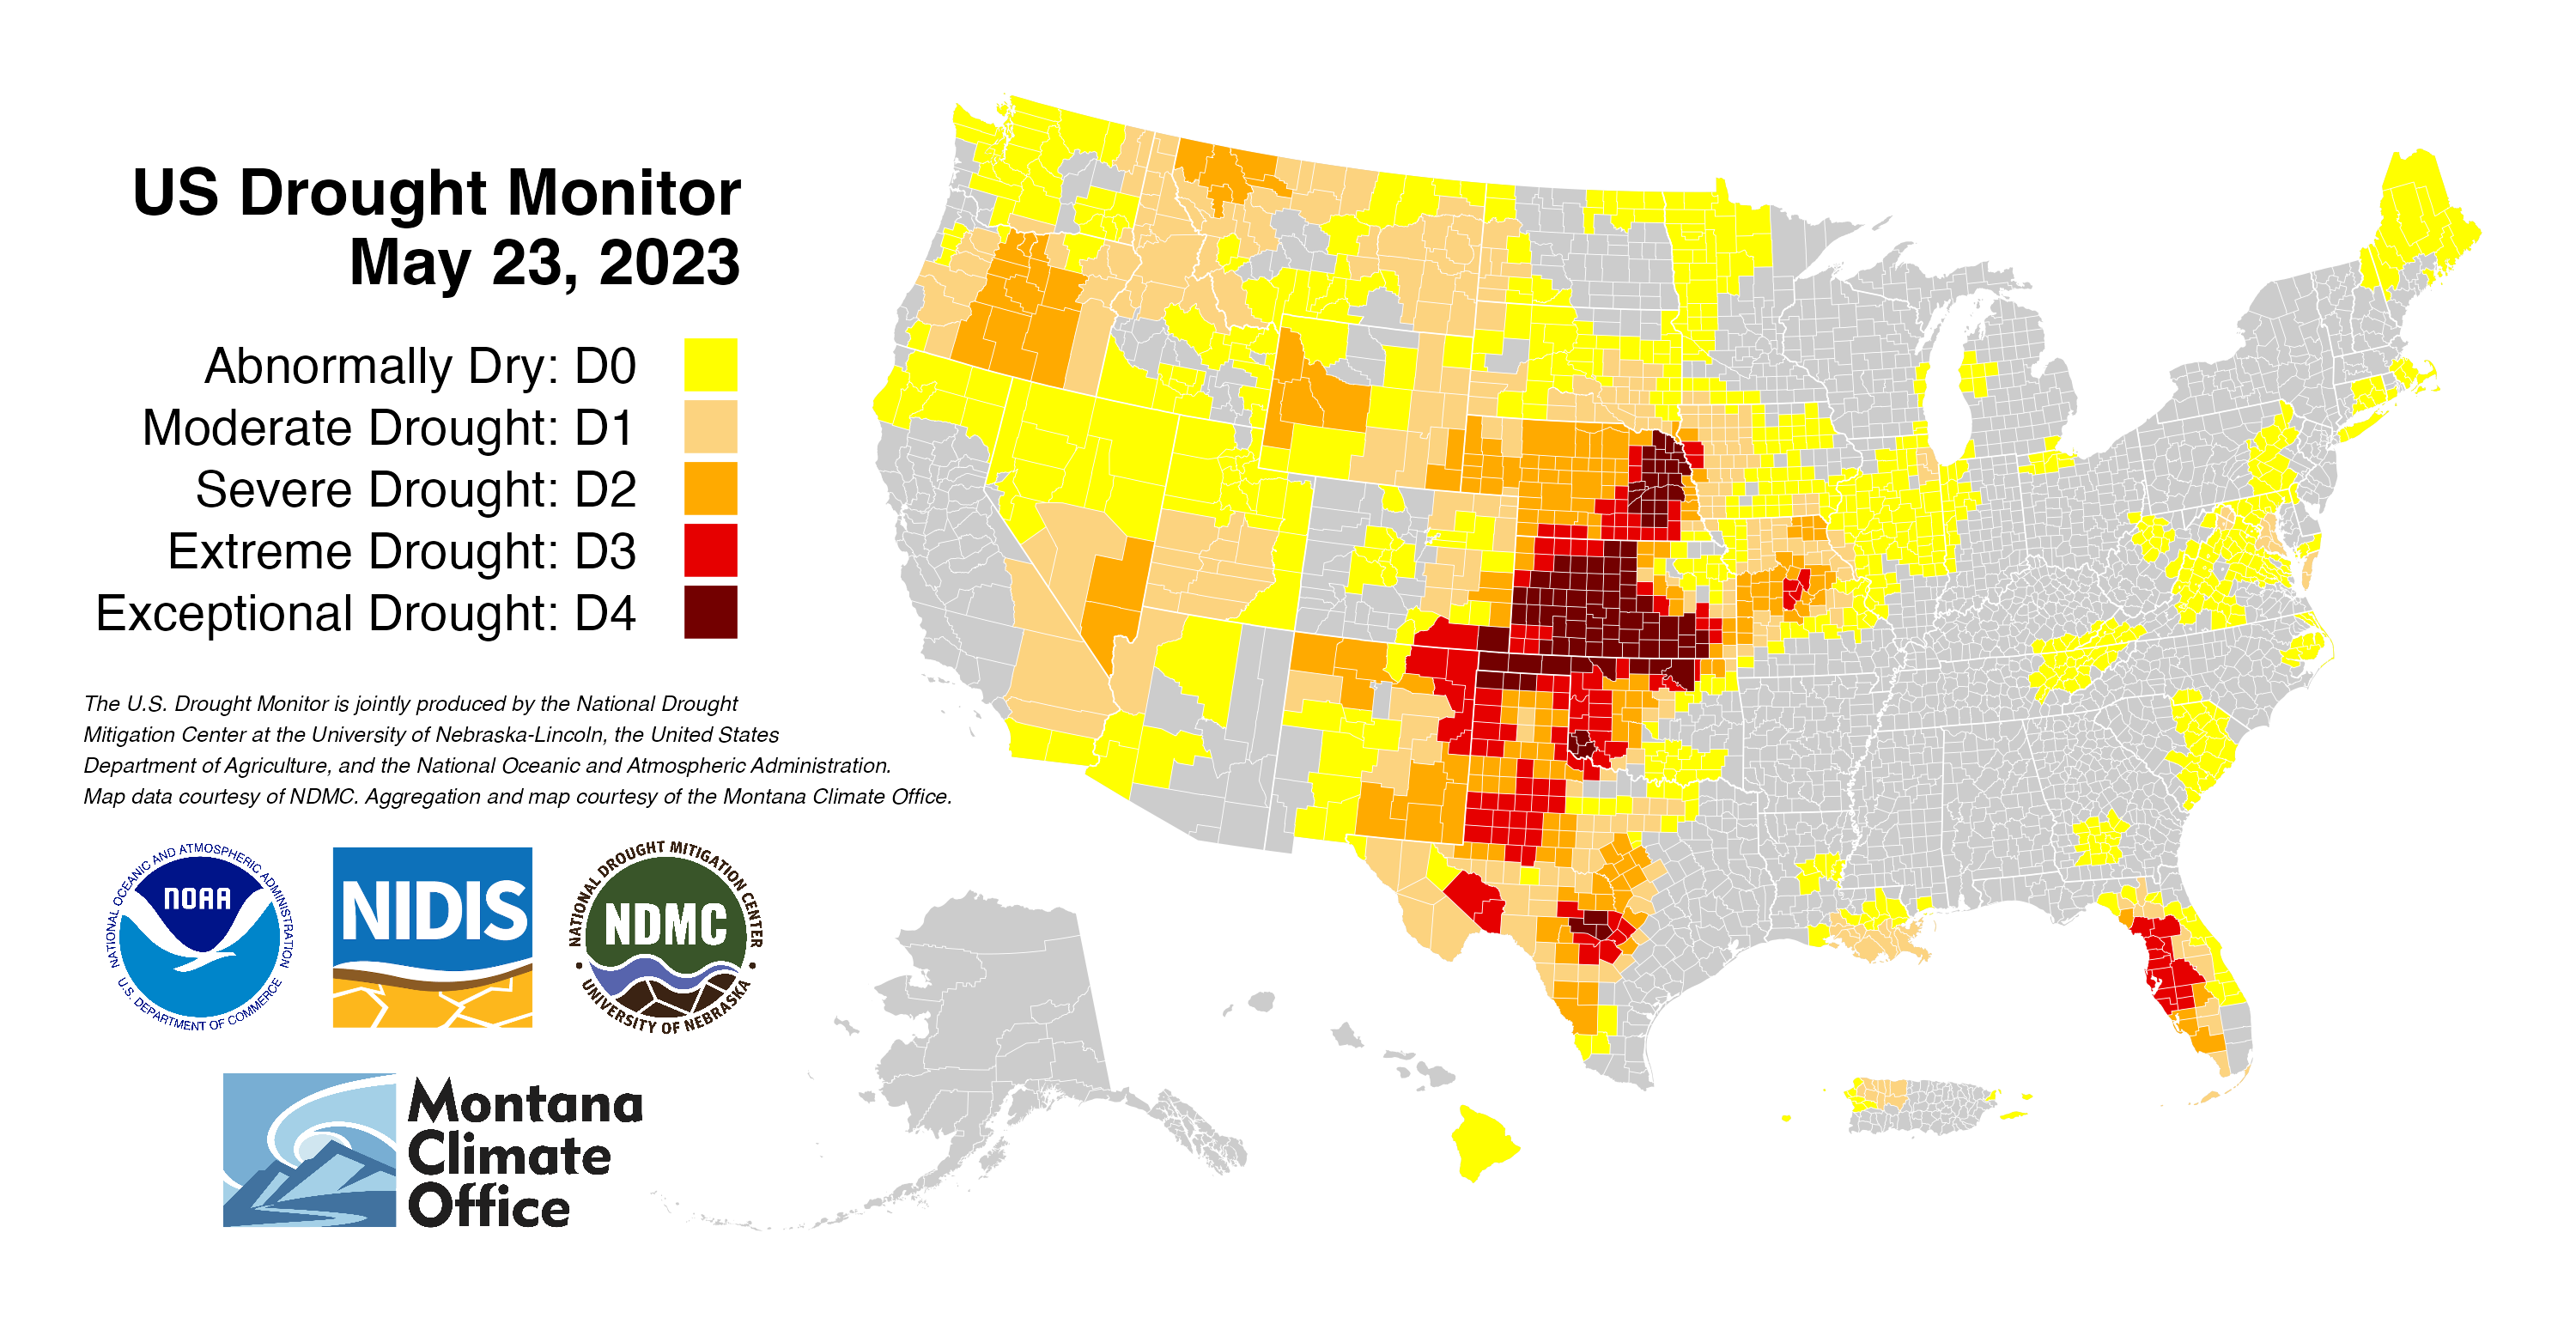 US Drought Monitor
May 23, 2023
Abnormally Dry: D0
Moderate Drought: D1
Severe Drought: D2
Extreme Drought: D3
Exceptional Drought: D4
The U.S. Drought Monitor is jointly produced by the National Drought
Mitigation Center at the University of Nebraska-Lincoln, the United States
Department of Agriculture, and the National Oceanic and Atmospheric Administration.
Map data courtesy of NDMC. Aggregation and map courtesy of the Montana Climate Office.
NATIONAL OCEANIC AND ATMOSPHERIC ADMINISTRATION
NOAA
U.S. DEPARTMENT OF COMMERCE
NIDIS
NATIONAL DROUGHT MITIGATION CENTER
NDMC
UNIVERSITY OF NEBRASKA
Montana
Climate
Office